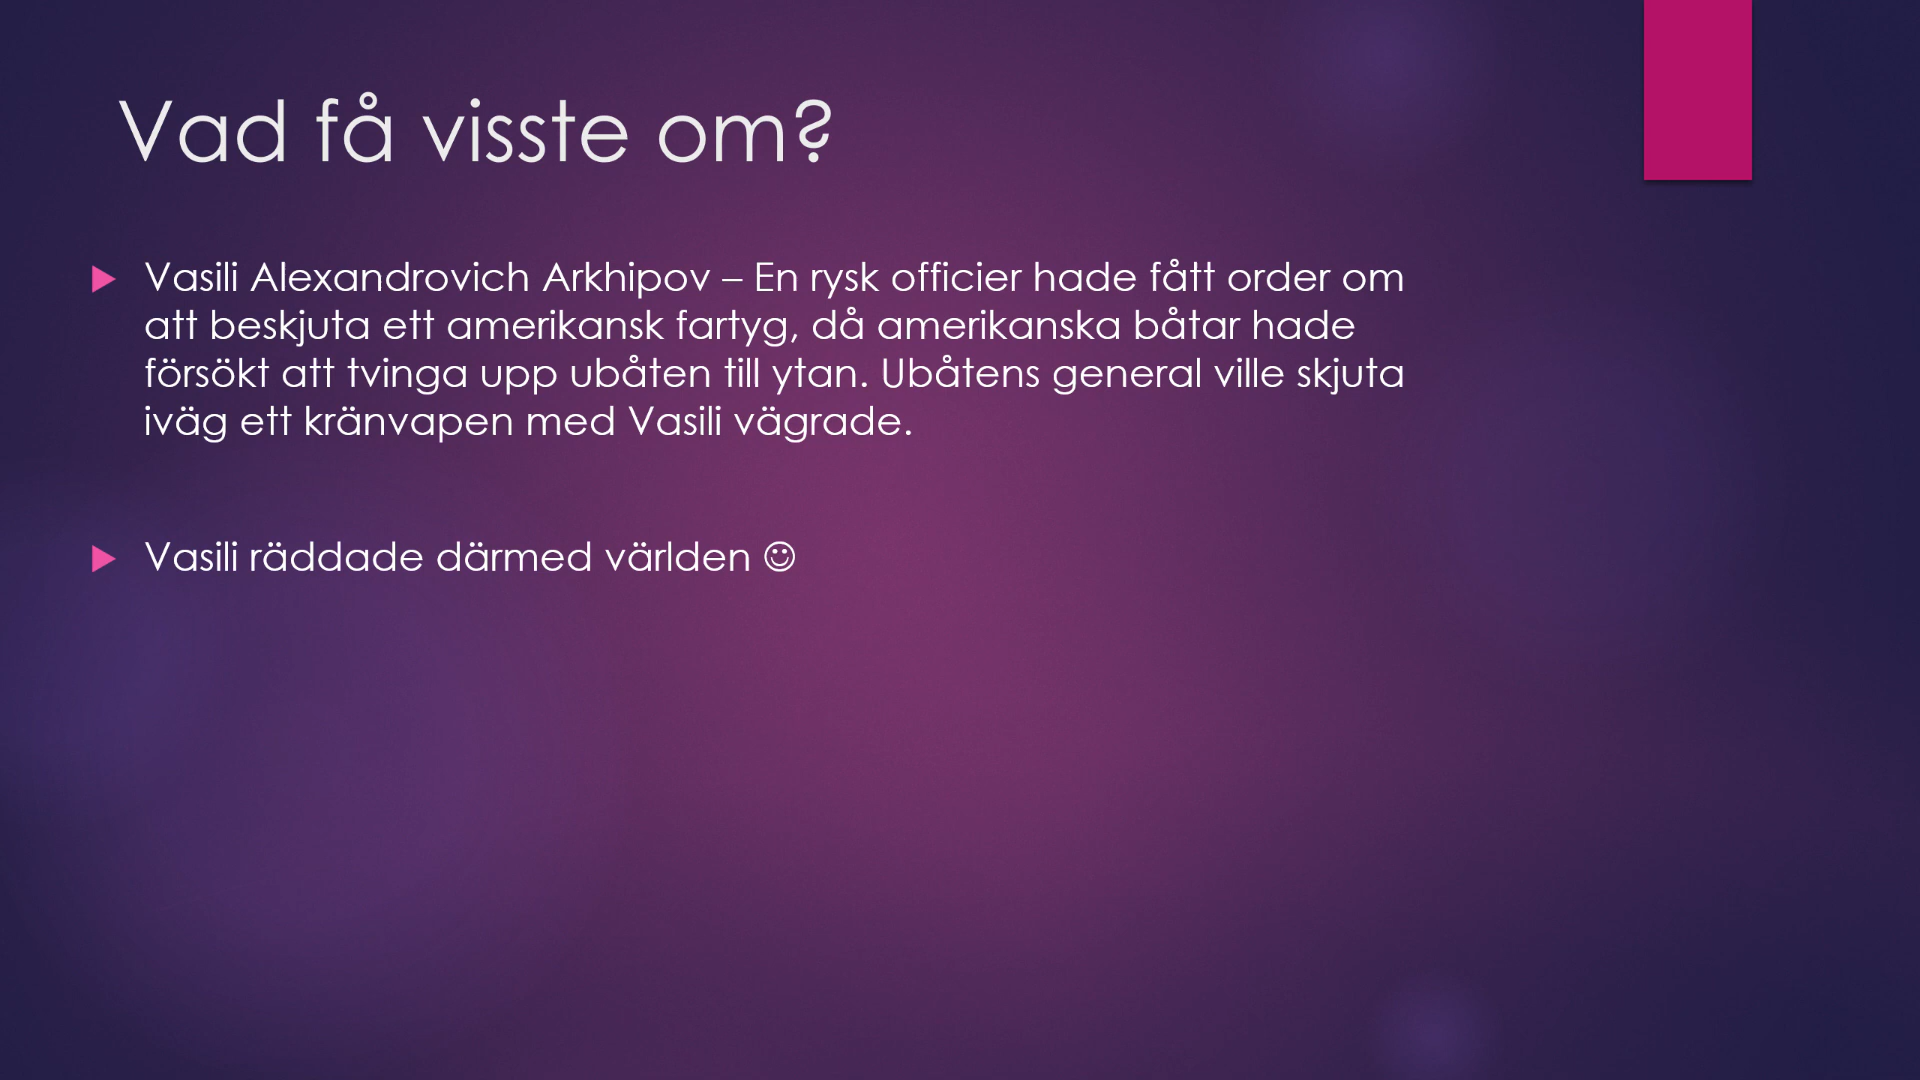 Vad få visste om?
Vasili Alexandrovich Arkhipov – En rysk officier hade fått order om
att beskjuta ett amerikansk fartyg, då amerikanska båtar hade
försökt att tvinga upp ubåten till ytan. Ubåtens general ville skjuta
iväg ett kränvapen med Vasili vägrade.
Vasili räddade därmed världen ☺